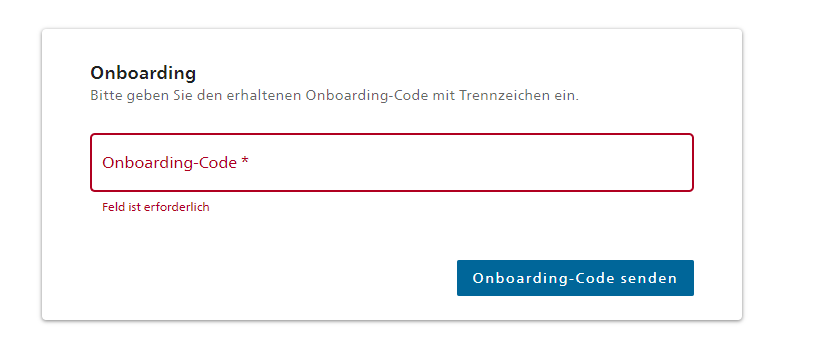 Onboarding
Bitte geben Sie den erhaltenen Onboarding-Code mit Trennzeichen ein.
Onboarding-Code *
Feld ist erforderlich
Onboarding-Code senden